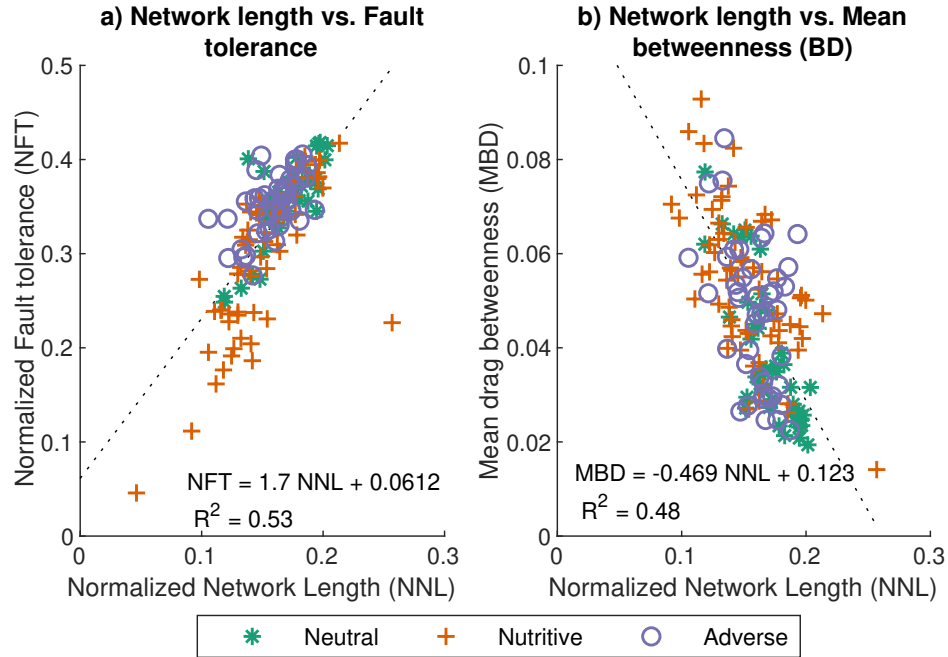 a) Network length vs. Fault
tolerance
0.5
0.4
0.3
0.2
0.1
0
Normalized Fault tolerance (NFT)
NFT = 1.7 NNL + 0.0612
R² = 0.53
0
0.1
0.2
0.3
Normalized Network Length (NNL)
b) Network length vs. Mean
betweenness (BD)
0.1
0.08
0.06
0.04
0.02
0
Mean drag betweenness (MBD)
MBD = -0.469 NNL + 0.123
R² = 0.48
0
0.1
0.2
0.3
Normalized Network Length (NNL)
Neutral
Nutritive
Adverse